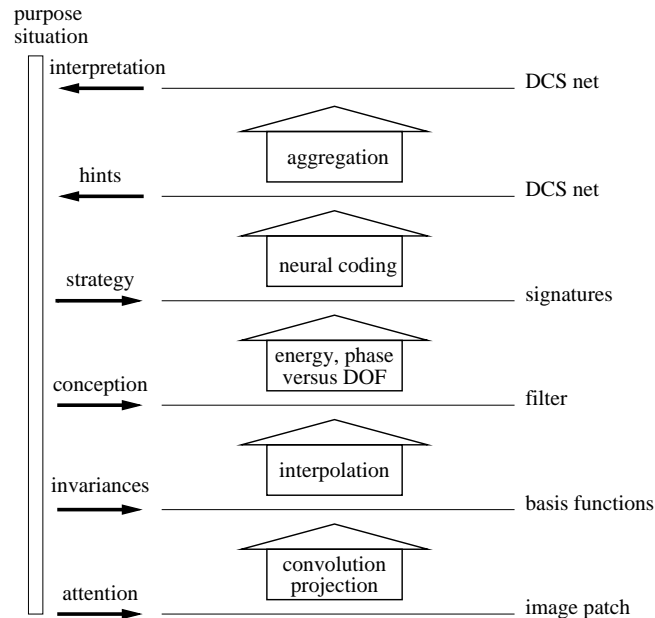 purpose
situation
interpretation
DCS net
aggregation
hints
DCS net
neural coding
strategy
signatures
energy, phase
versus DOF
conception
filter
interpolation
invariances
basis functions
convolution
projection
attention
image patch